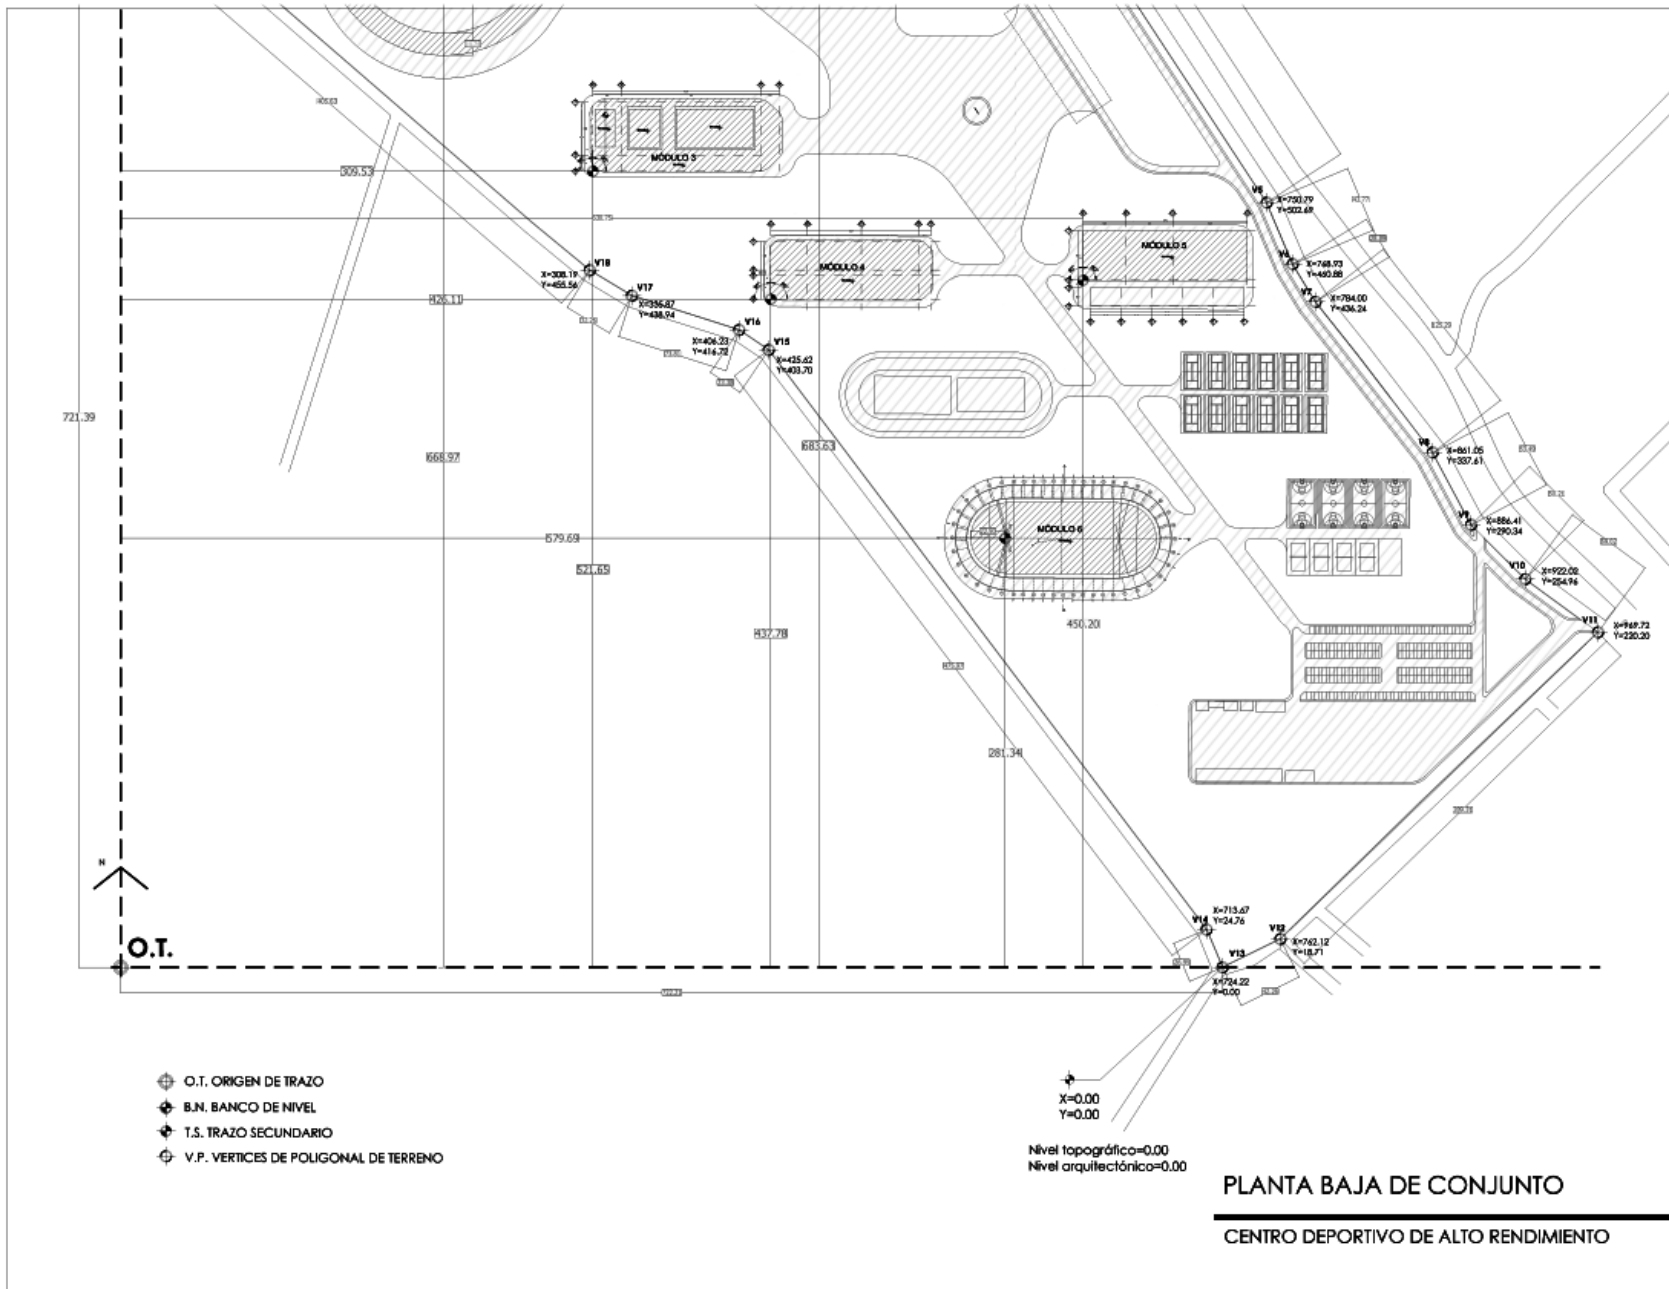 309.53
MÓDULO 3
V5
X=750.79
Y=502.69
V6
X=768.93
Y=460.88
MÓDULO 5
MÓDULO 4
V18
X=308.19
Y=455.56
V17
X=335.87
Y=438.94
426.11
V7
X=784.00
Y=436.24
V16
X=406.23
Y=416.72
V15
X=425.62
Y=403.70
721.39
683.63
668.97
V8
X=861.05
Y=337.61
V9
X=886.41
Y=290.34
MÓDULO 6
579.69
521.65
V10
X=922.02
Y=254.96
437.78
450.20
V11
X=969.72
Y=220.20
281.34
N
O.T.
V14
X=713.67
Y=24.76
V12
X=762.12
Y=18.71
V13
X=724.22
Y=0.00
O.T. ORIGEN DE TRAZO
B.N. BANCO DE NIVEL
T.S. TRAZO SECUNDARIO
V.P. VERTICES DE POLIGONAL DE TERRENO
X=0.00
Y=0.00
Nivel topográfico=0.00
Nivel arquitectónico=0.00
PLANTA BAJA DE CONJUNTO
CENTRO DEPORTIVO DE ALTO RENDIMIENTO